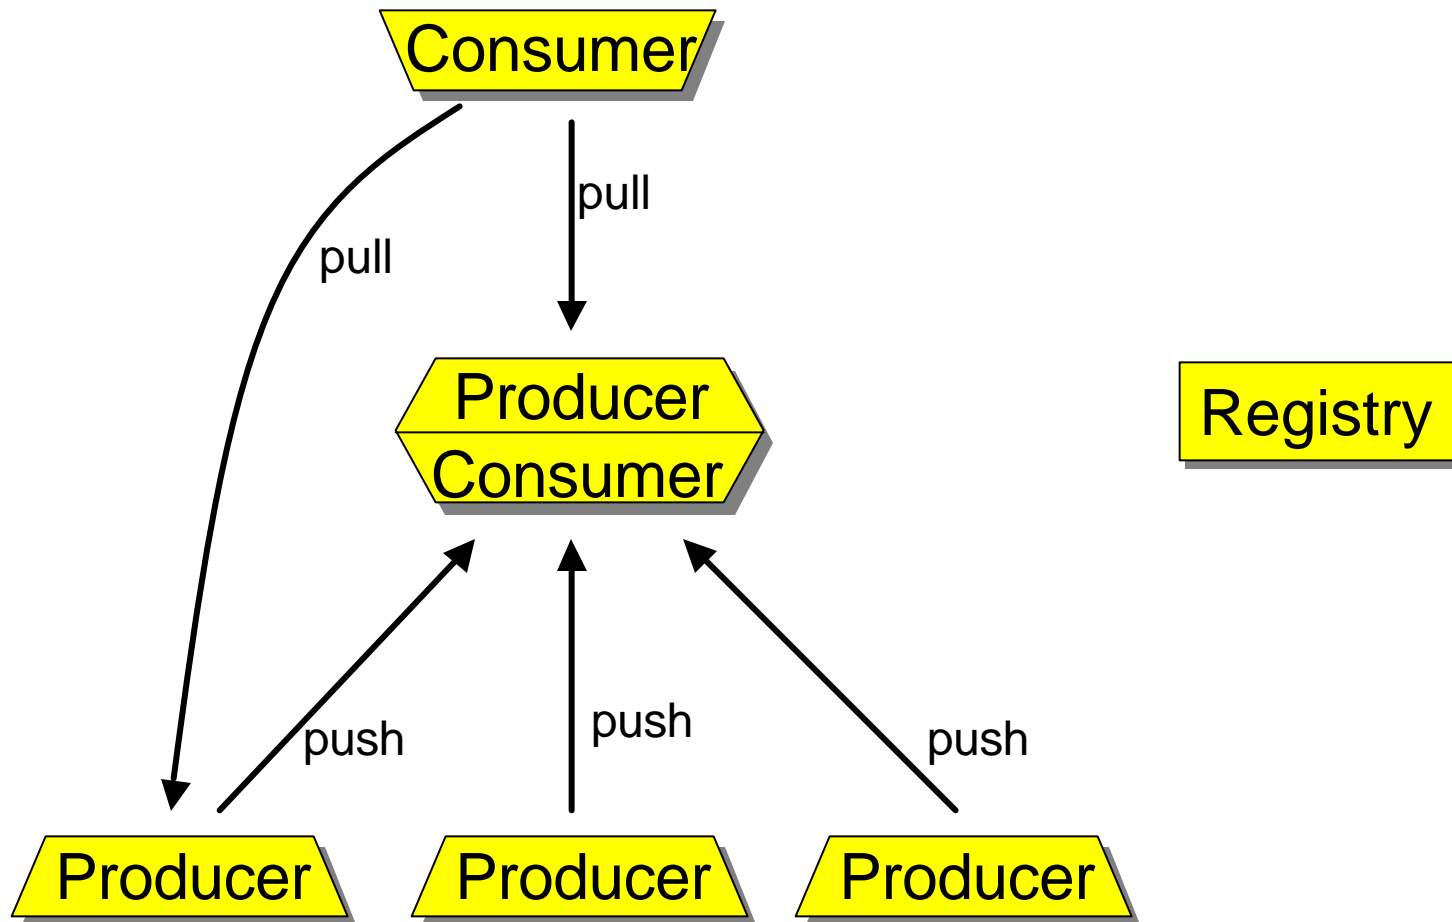 Consumer
pull
pull
Producer
Consumer
Registry
push
push
push
Producer
Producer
Producer